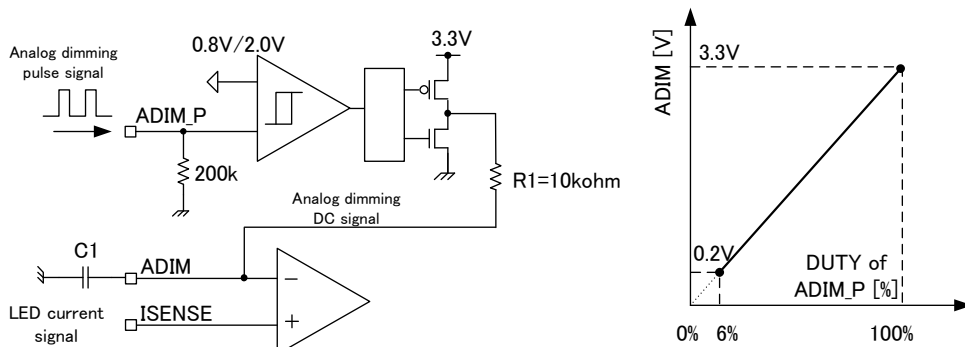 Analog dimming
pulse signal
0.8V/2.0V
3.3V
ADIM_P
200k
R1=10kohm
Analog dimming
DC signal
C1
ADIM
−
LED current
signal
ISENSE
+
ADIM [V]
3.3V
0.2V
DUTY of
ADIM_P [%]
0%
6%
100%